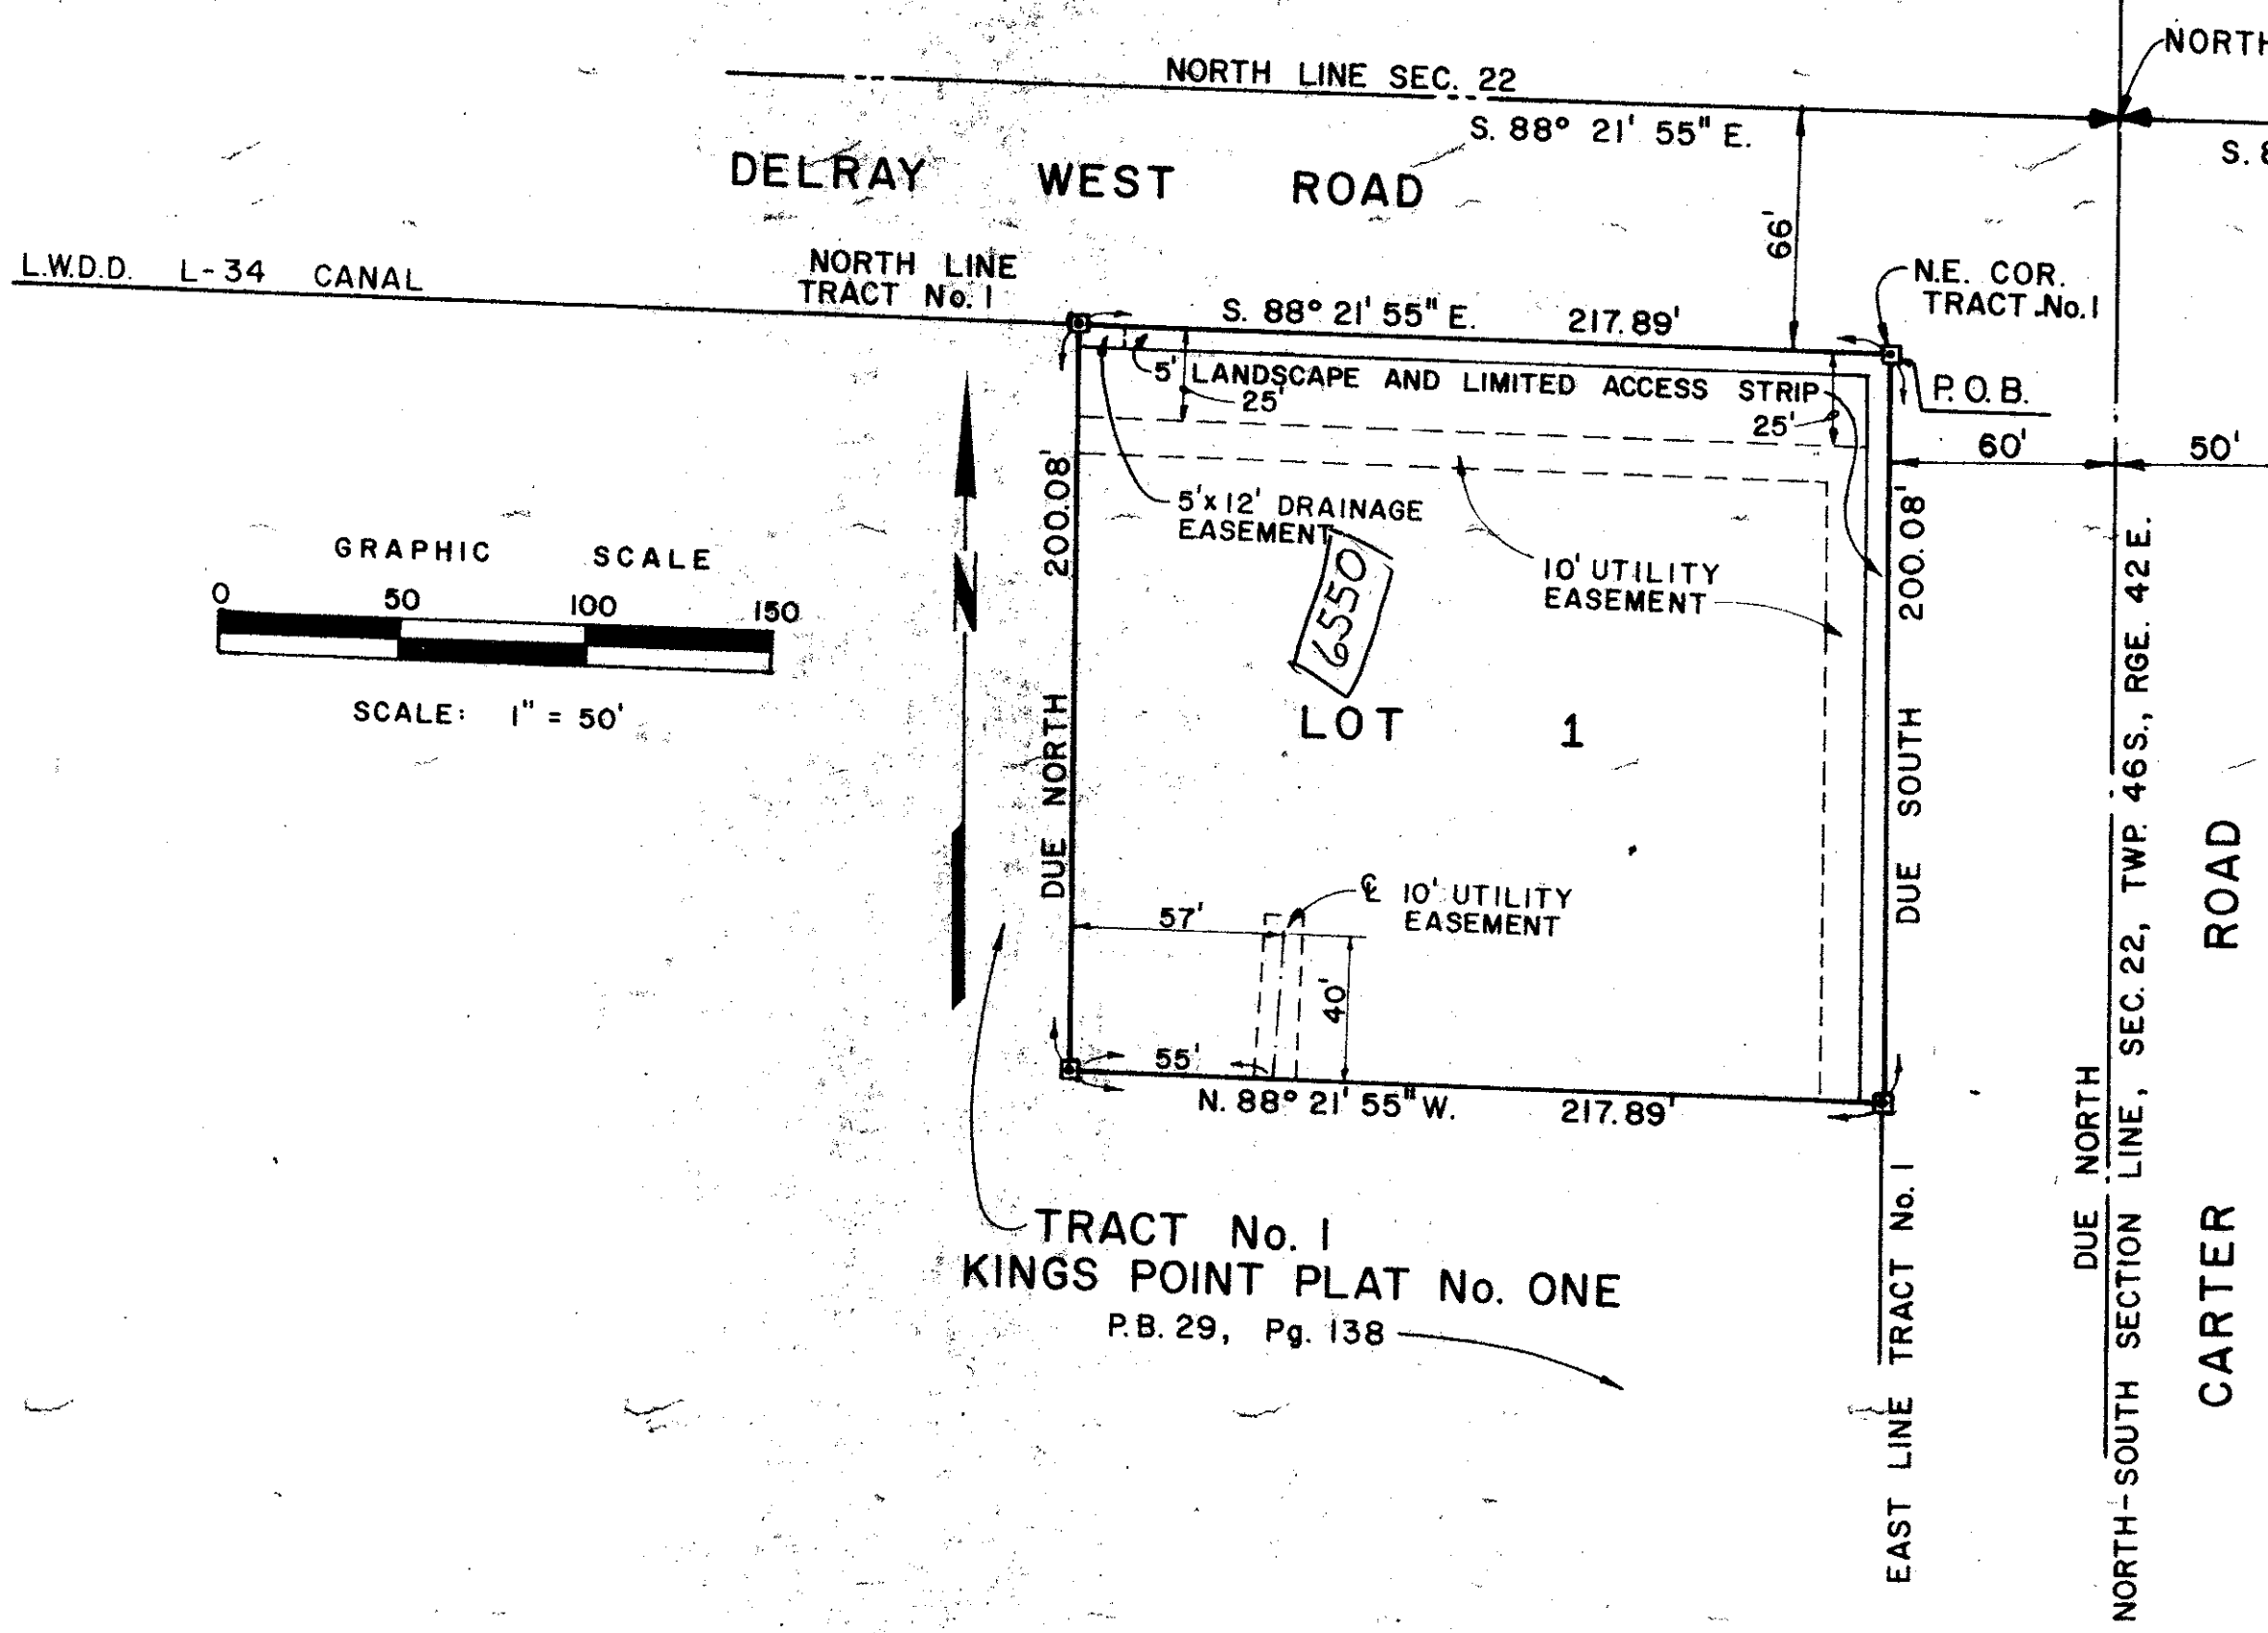 NORTH
NORTH LINE SEC. 22
S. 88° 21' 55" E.
S. 8
DELRAY WEST ROAD
66'
L.W.D.D. L-34 CANAL
NORTH LINE
TRACT No. 1
S. 88° 21' 55" E. 217.89'
N.E. COR.
TRACT No. 1
5' LANDSCAPE AND LIMITED ACCESS STRIP
25'
25'
P.O.B.
60'
50'
5'x12' DRAINAGE
EASEMENT
10' UTILITY
EASEMENT
6550
LOT 1
GRAPHIC SCALE
0 50 100 150
SCALE: 1" = 50'
N
DUE NORTH 200.08'
DUE SOUTH 200.08'
℄ 10' UTILITY
EASEMENT
57'
40'
55'
N. 88° 21' 55" W. 217.89'
TRACT No. 1
KINGS POINT PLAT No. ONE
P.B. 29, Pg. 138
EAST LINE TRACT No. 1
DUE NORTH
NORTH-SOUTH SECTION LINE, SEC. 22, TWP. 46 S., RGE. 42 E.
CARTER ROAD